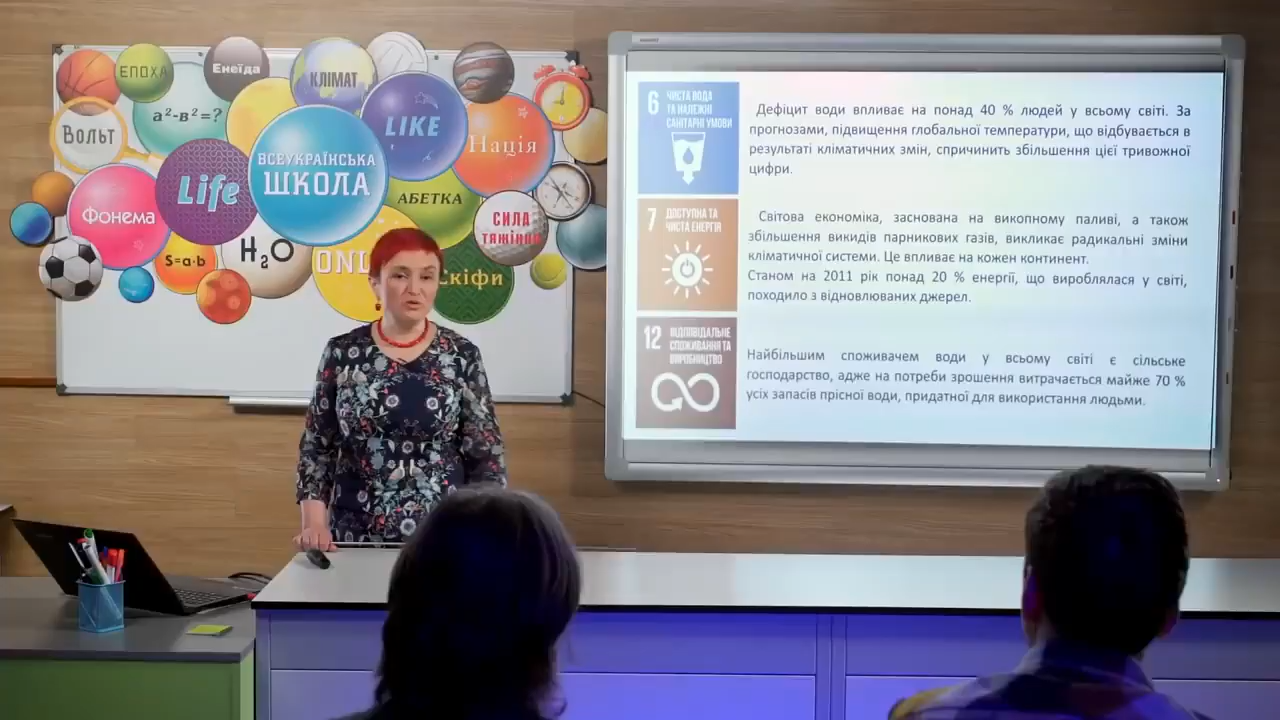 ЕПОХА
Енеїда
КЛІМАТ
a²-в²=?
Вольт
LIKE
Нація
ВСЕУКРАЇНСЬКА
ШКОЛА
Life
АБЕТКА
Фонема
СИЛА
тяжіння
H₂O
S=a·b
ONL
Скіфи
6 ЧИСТА ВОДА
ТА НАЛЕЖНІ
САНІТАРНІ УМОВИ
Дефіцит води впливає на понад 40 % людей у всьому світі. За
прогнозами, підвищення глобальної температури, що відбувається в
результаті кліматичних змін, спричинить збільшення цієї тривожної
цифри.
7 ДОСТУПНА ТА
ЧИСТА ЕНЕРГІЯ
Світова економіка, заснована на викопному паливі, а також
збільшення викидів парникових газів, викликає радикальні зміни
кліматичної системи. Це впливає на кожен континент.
Станом на 2011 рік понад 20 % енергії, що вироблялася у світі,
походило з відновлюваних джерел.
12 ВІДПОВІДАЛЬНЕ
СПОЖИВАННЯ ТА
ВИРОБНИЦТВО
Найбільшим споживачем води у всьому світі є сільське
господарство, адже на потреби зрошення витрачається майже 70 %
усіх запасів прісної води, придатної для використання людьми.